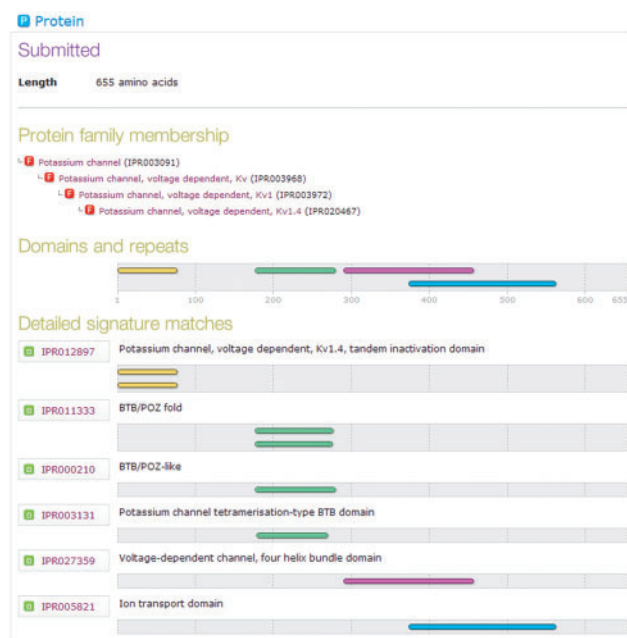 P Protein
Submitted
Length 655 amino acids
Protein family membership
F Potassium channel (IPR003091)
F Potassium channel, voltage dependent, Kv (IPR003968)
F Potassium channel, voltage dependent, Kv1 (IPR003972)
F Potassium channel, voltage dependent, Kv1.4 (IPR020467)
Domains and repeats
1 100 200 300 400 500 600 655
Detailed signature matches
D IPR012897 Potassium channel, voltage dependent, Kv1.4, tandem inactivation domain
D IPR011333 BTB/POZ fold
D IPR000210 BTB/POZ-like
D IPR003131 Potassium channel tetramerisation-type BTB domain
D IPR027359 Voltage-dependent channel, four helix bundle domain
D IPR005821 Ion transport domain